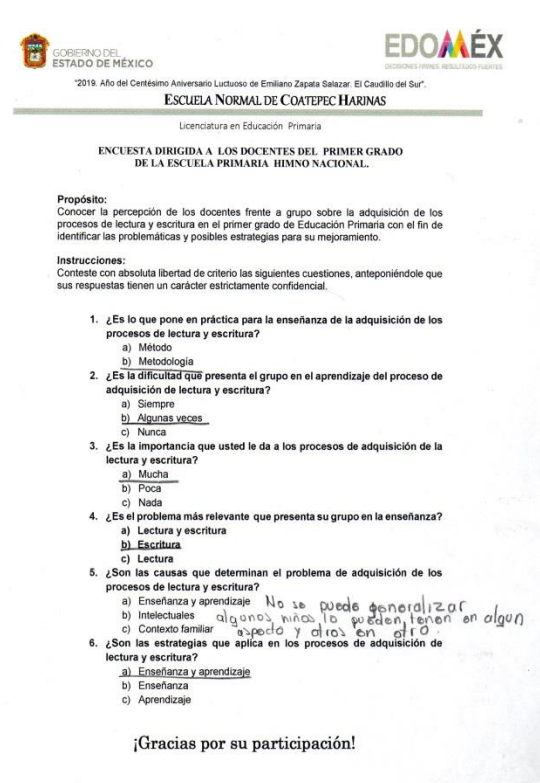 GOBIERNO DEL
ESTADO DE MÉXICO
EDOMÉX
DECISIONES FIRMES, RESULTADOS FUERTES
"2019. Año del Centésimo Aniversario Luctuoso de Emiliano Zapata Salazar. El Caudillo del Sur".
ESCUELA NORMAL DE COATEPEC HARINAS
Licenciatura en Educación Primaria
ENCUESTA DIRIGIDA A LOS DOCENTES DEL PRIMER GRADO
DE LA ESCUELA PRIMARIA HIMNO NACIONAL.
Propósito:
Conocer la percepción de los docentes frente a grupo sobre la adquisición de los
procesos de lectura y escritura en el primer grado de Educación Primaria con el fin de
identificar las problemáticas y posibles estrategias para su mejoramiento.
Instrucciones:
Conteste con absoluta libertad de criterio las siguientes cuestiones, anteponiéndole que
sus respuestas tienen un carácter estrictamente confidencial.
1. ¿Es lo que pone en práctica para la enseñanza de la adquisición de los
procesos de lectura y escritura?
a) Método
b) Metodología
2. ¿Es la dificultad que presenta el grupo en el aprendizaje del proceso de
adquisición de lectura y escritura?
a) Siempre
b) Algunas veces
c) Nunca
3. ¿Es la importancia que usted le da a los procesos de adquisición de la
lectura y escritura?
a) Mucha
b) Poca
c) Nada
4. ¿Es el problema más relevante que presenta su grupo en la enseñanza?
a) Lectura y escritura
b) Escritura
c) Lectura
5. ¿Son las causas que determinan el problema de adquisición de los
procesos de lectura y escritura?
a) Enseñanza y aprendizaje No se puede generalizar
b) Intelectuales algunos niños lo pueden tener en algun
c) Contexto familiar aspecto y otros en otro.
6. ¿Son las estrategias que aplica en los procesos de adquisición de
lectura y escritura?
a) Enseñanza y aprendizaje
b) Enseñanza
c) Aprendizaje
¡Gracias por su participación!